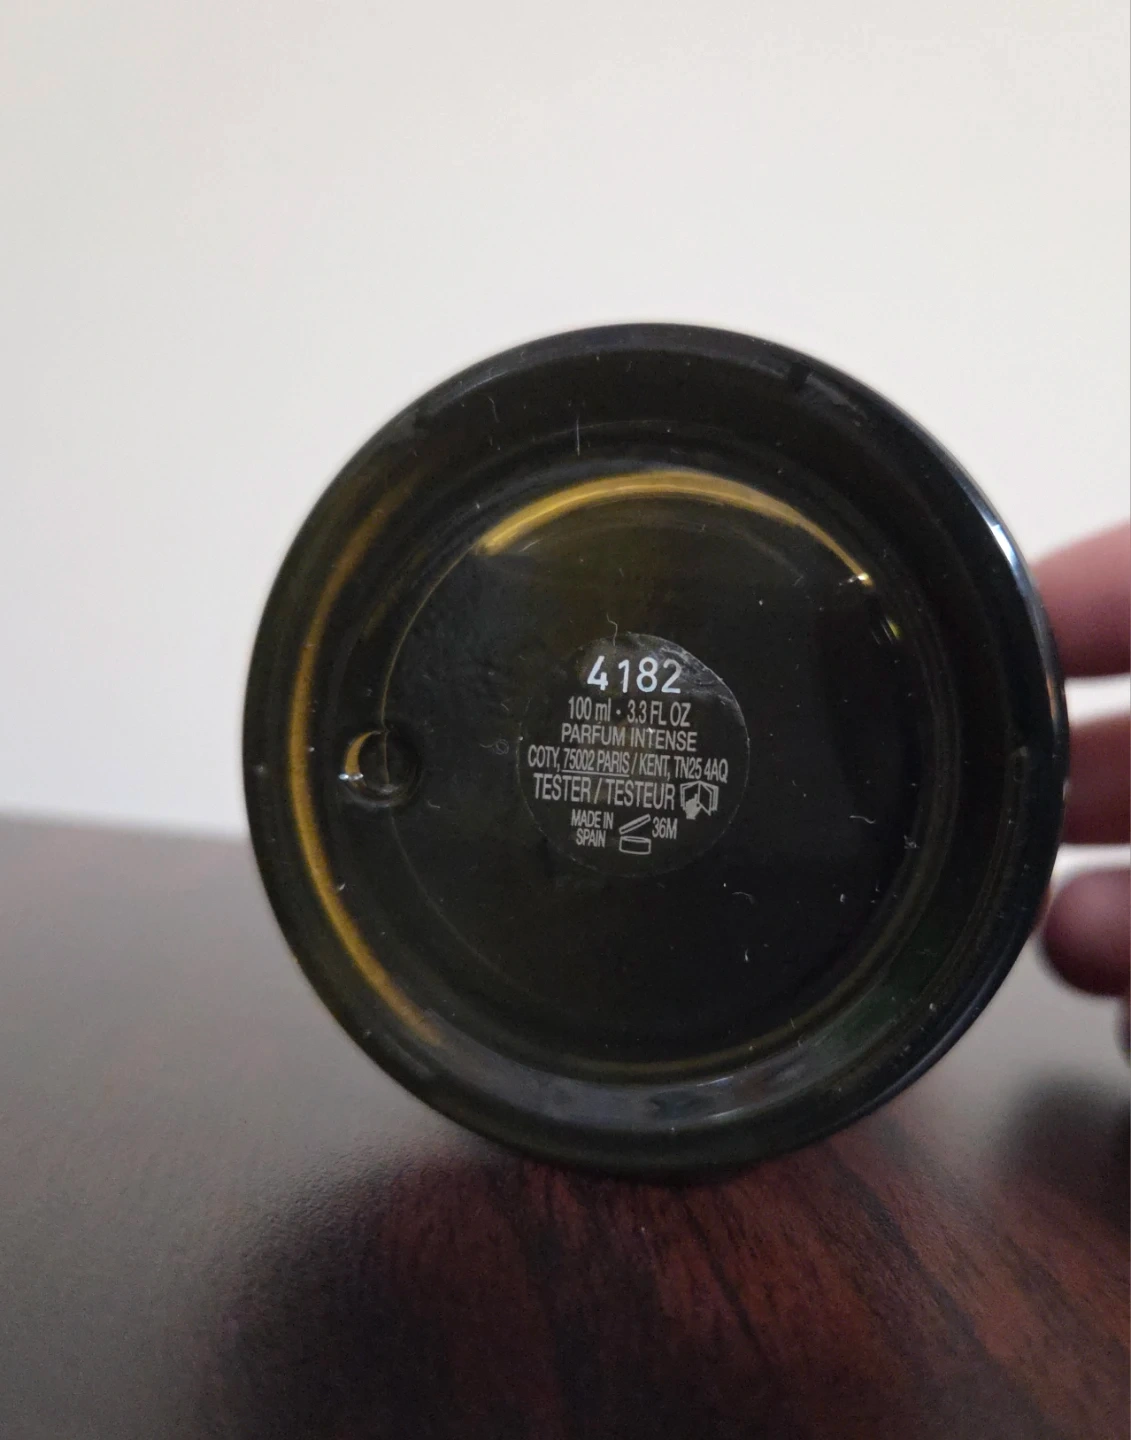 4182
100 ml · 3.3 FL OZ
PARFUM INTENSE
COTY, 75002 PARIS / KENT, TN25 4AQ
TESTER / TESTEUR
MADE IN
SPAIN
36M